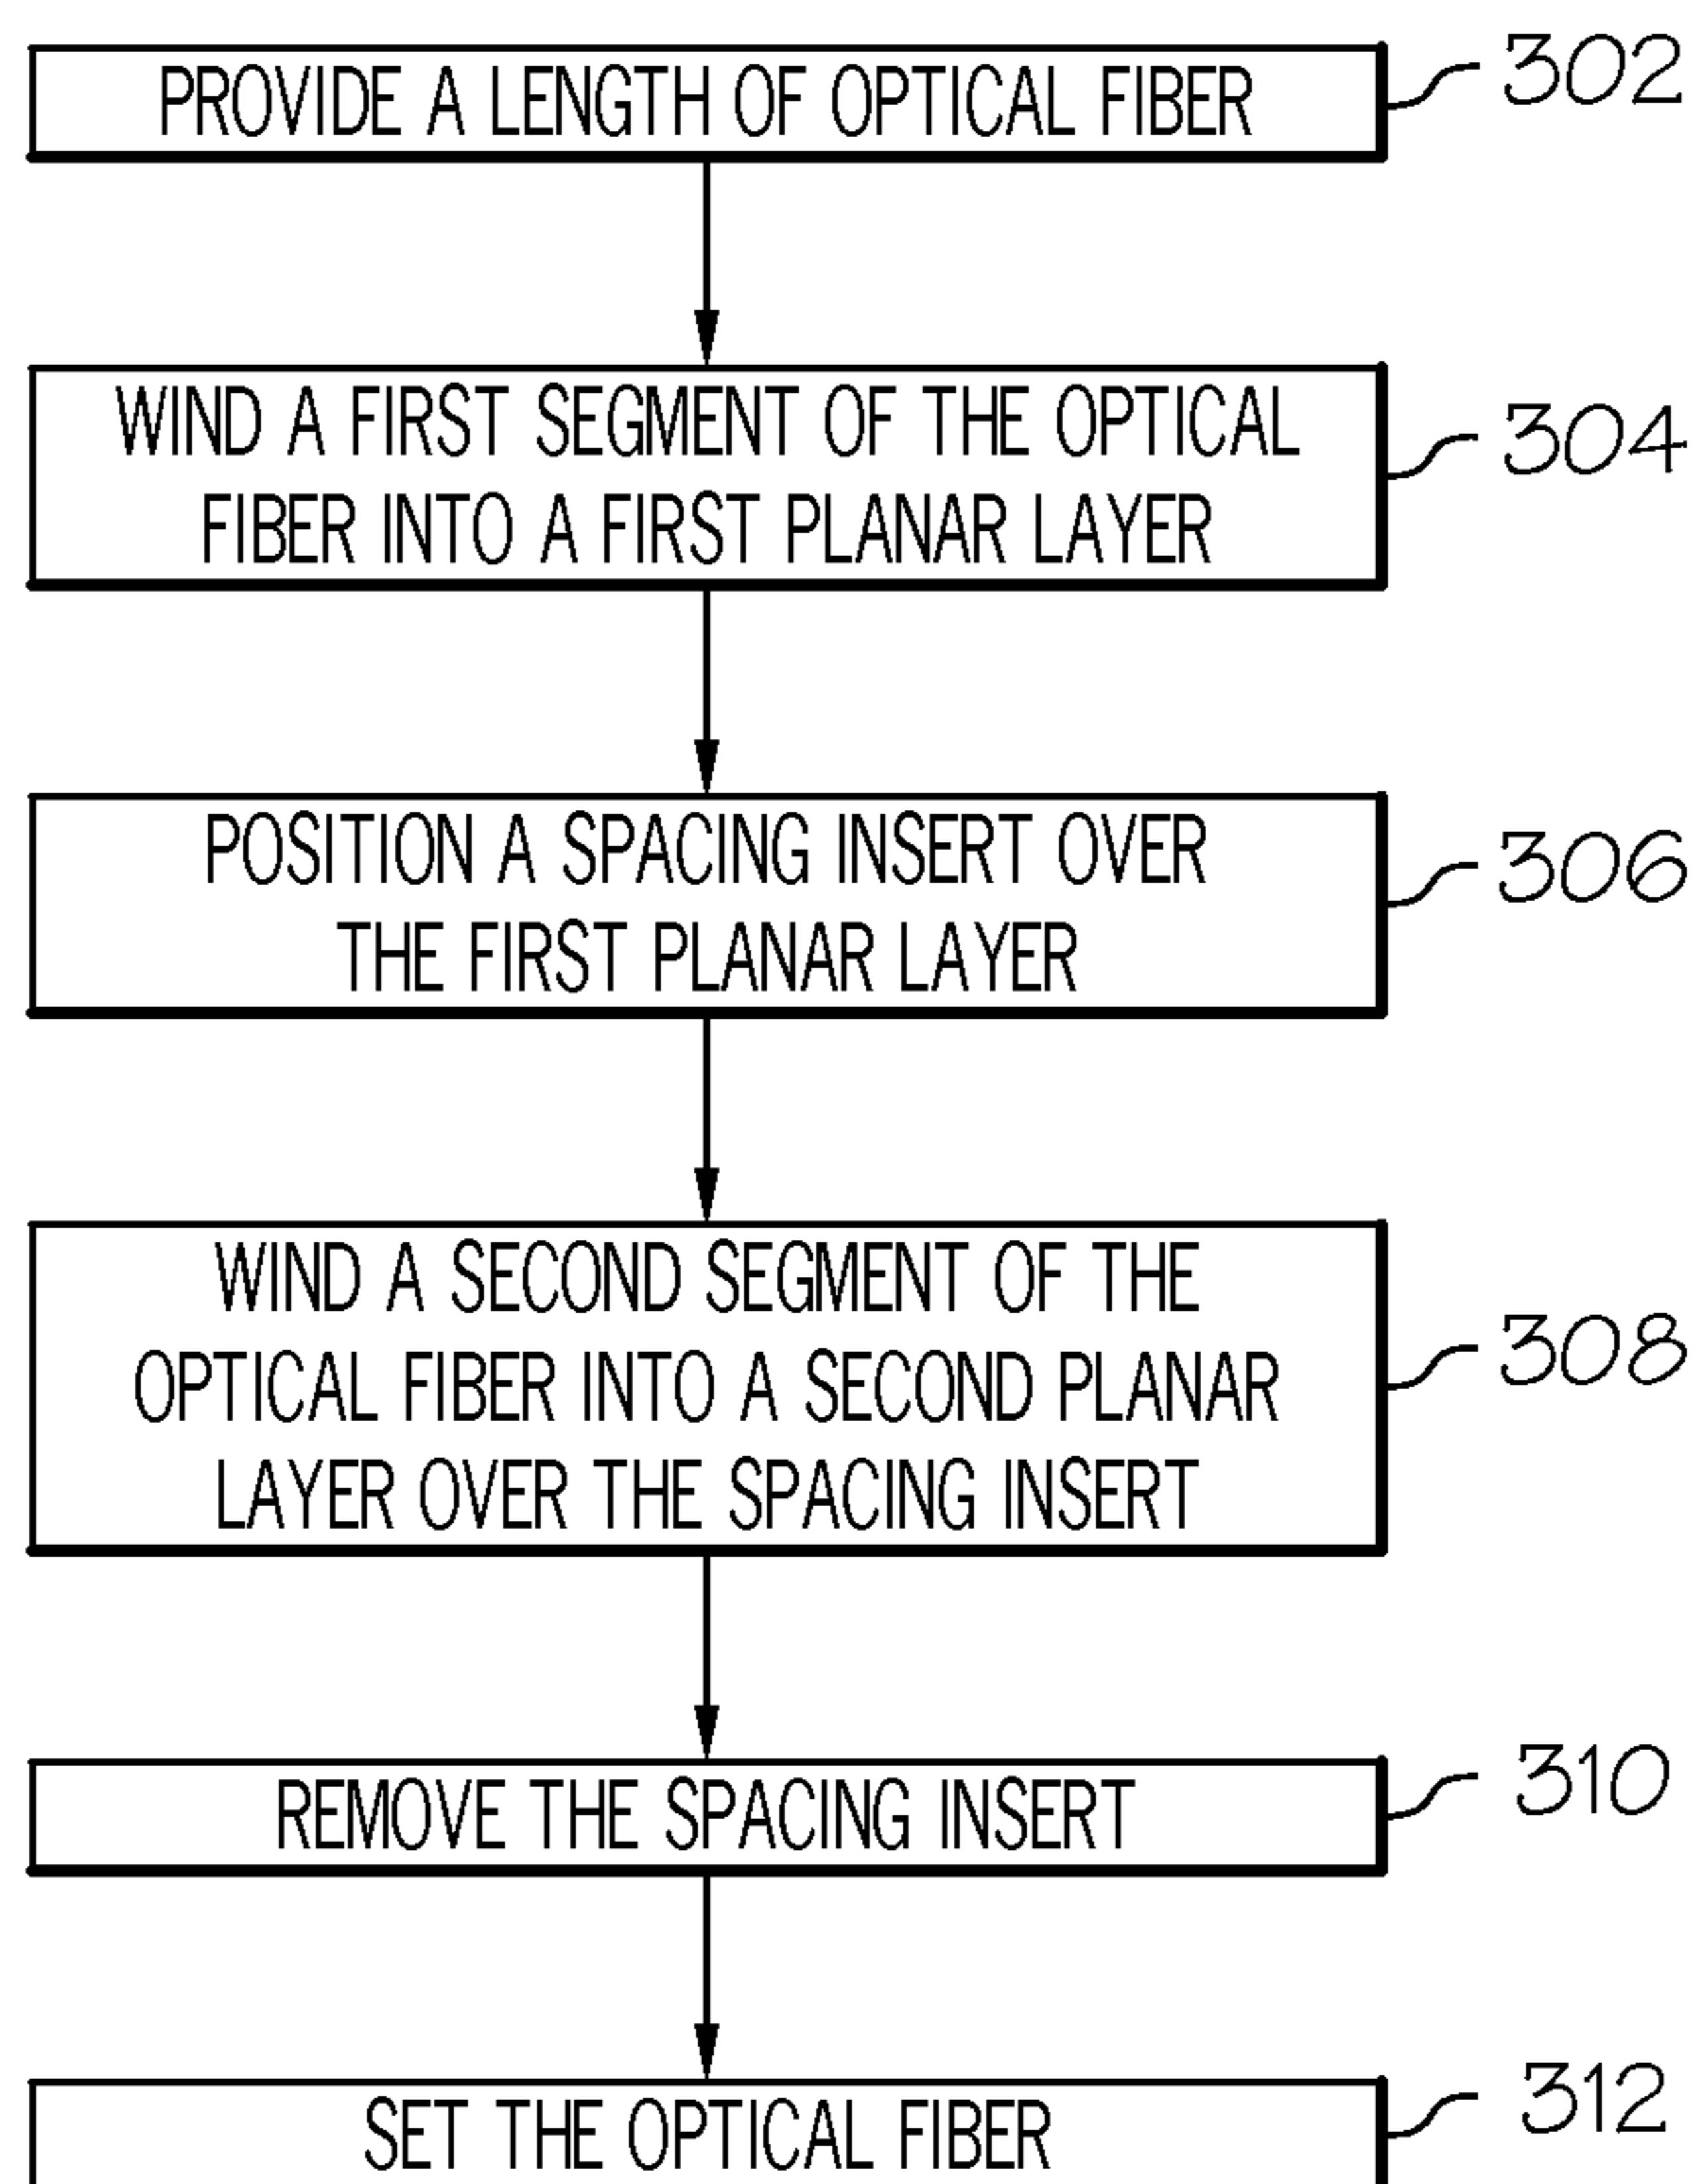 PROVIDE A LENGTH OF OPTICAL FIBER
302
WIND A FIRST SEGMENT OF THE OPTICAL
FIBER INTO A FIRST PLANAR LAYER
304
POSITION A SPACING INSERT OVER
THE FIRST PLANAR LAYER
306
WIND A SECOND SEGMENT OF THE
OPTICAL FIBER INTO A SECOND PLANAR
LAYER OVER THE SPACING INSERT
308
REMOVE THE SPACING INSERT
310
SET THE OPTICAL FIBER
312